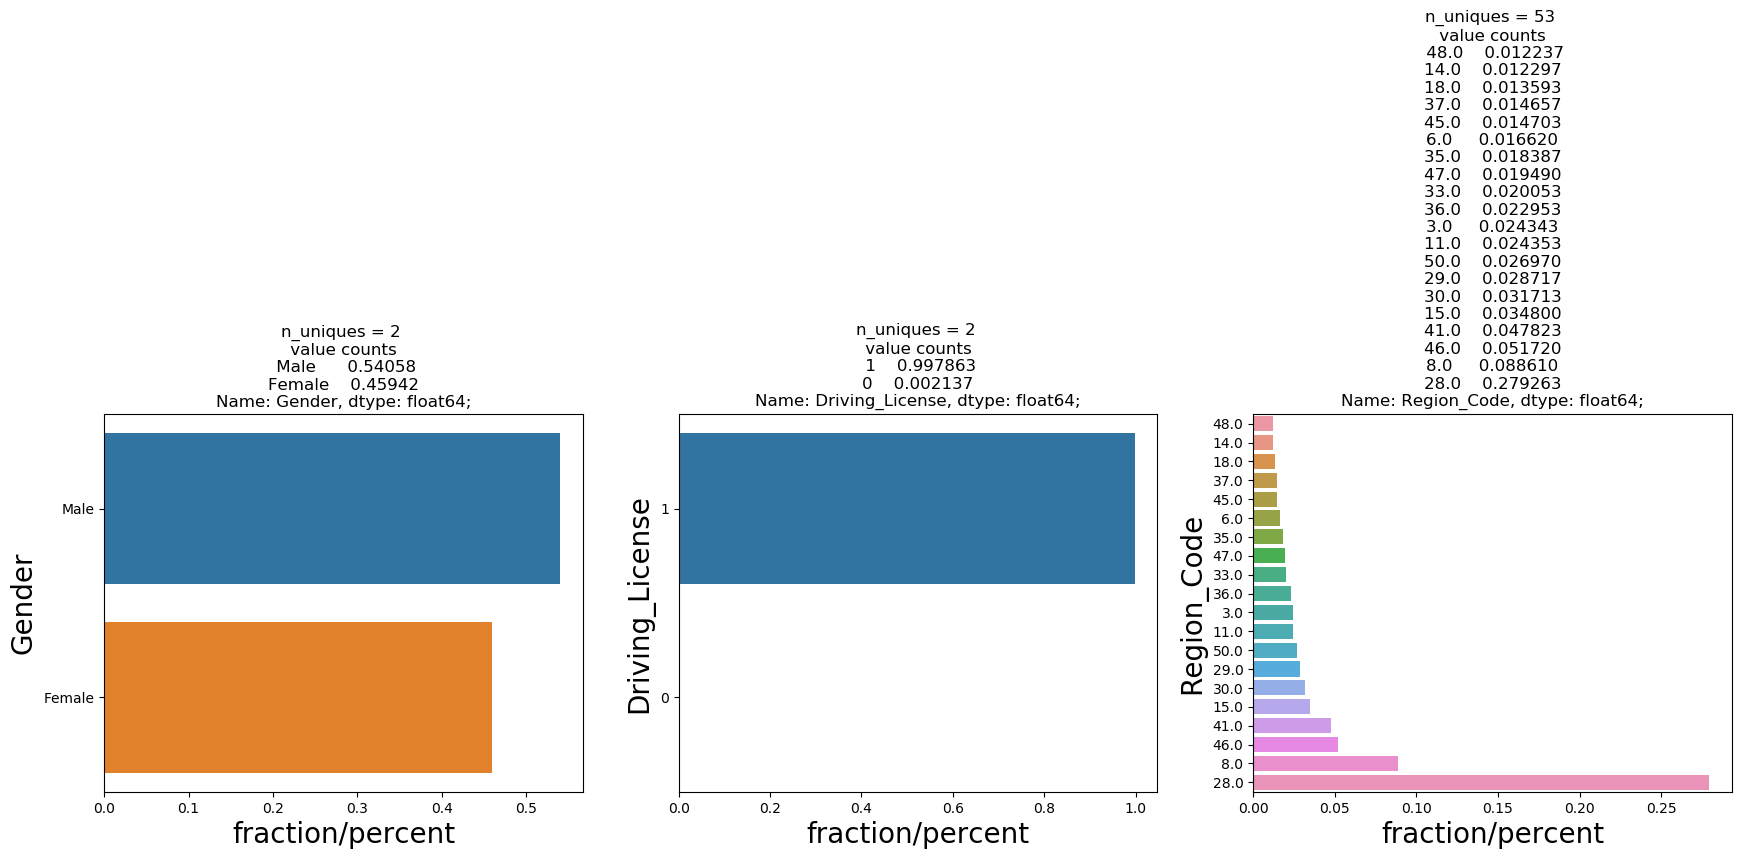 n_uniques = 2
value counts
Male 0.54058
Female 0.45942
Name: Gender, dtype: float64;
Gender
Male
Female
0.0 0.1 0.2 0.3 0.4 0.5
fraction/percent
n_uniques = 2
value counts
1 0.997863
0 0.002137
Name: Driving_License, dtype: float64;
Driving_License
1
0
0.0 0.2 0.4 0.6 0.8 1.0
fraction/percent
n_uniques = 53
value counts
48.0 0.012237
14.0 0.012297
18.0 0.013593
37.0 0.014657
45.0 0.014703
6.0 0.016620
35.0 0.018387
47.0 0.019490
33.0 0.020053
36.0 0.022953
3.0 0.024343
11.0 0.024353
50.0 0.026970
29.0 0.028717
30.0 0.031713
15.0 0.034800
41.0 0.047823
46.0 0.051720
8.0 0.088610
28.0 0.279263
Name: Region_Code, dtype: float64;
Region_Code
48.0
14.0
18.0
37.0
45.0
6.0
35.0
47.0
33.0
36.0
3.0
11.0
50.0
29.0
30.0
15.0
41.0
46.0
8.0
28.0
0.00 0.05 0.10 0.15 0.20 0.25
fraction/percent